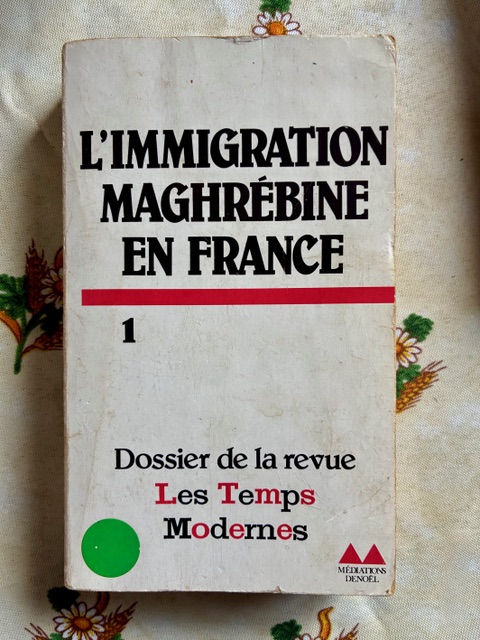 L'IMMIGRATION
MAGHRÉBINE
EN FRANCE
1
Dossier de la revue
Les Temps
Modernes
MÉDIATIONS
DENOËL